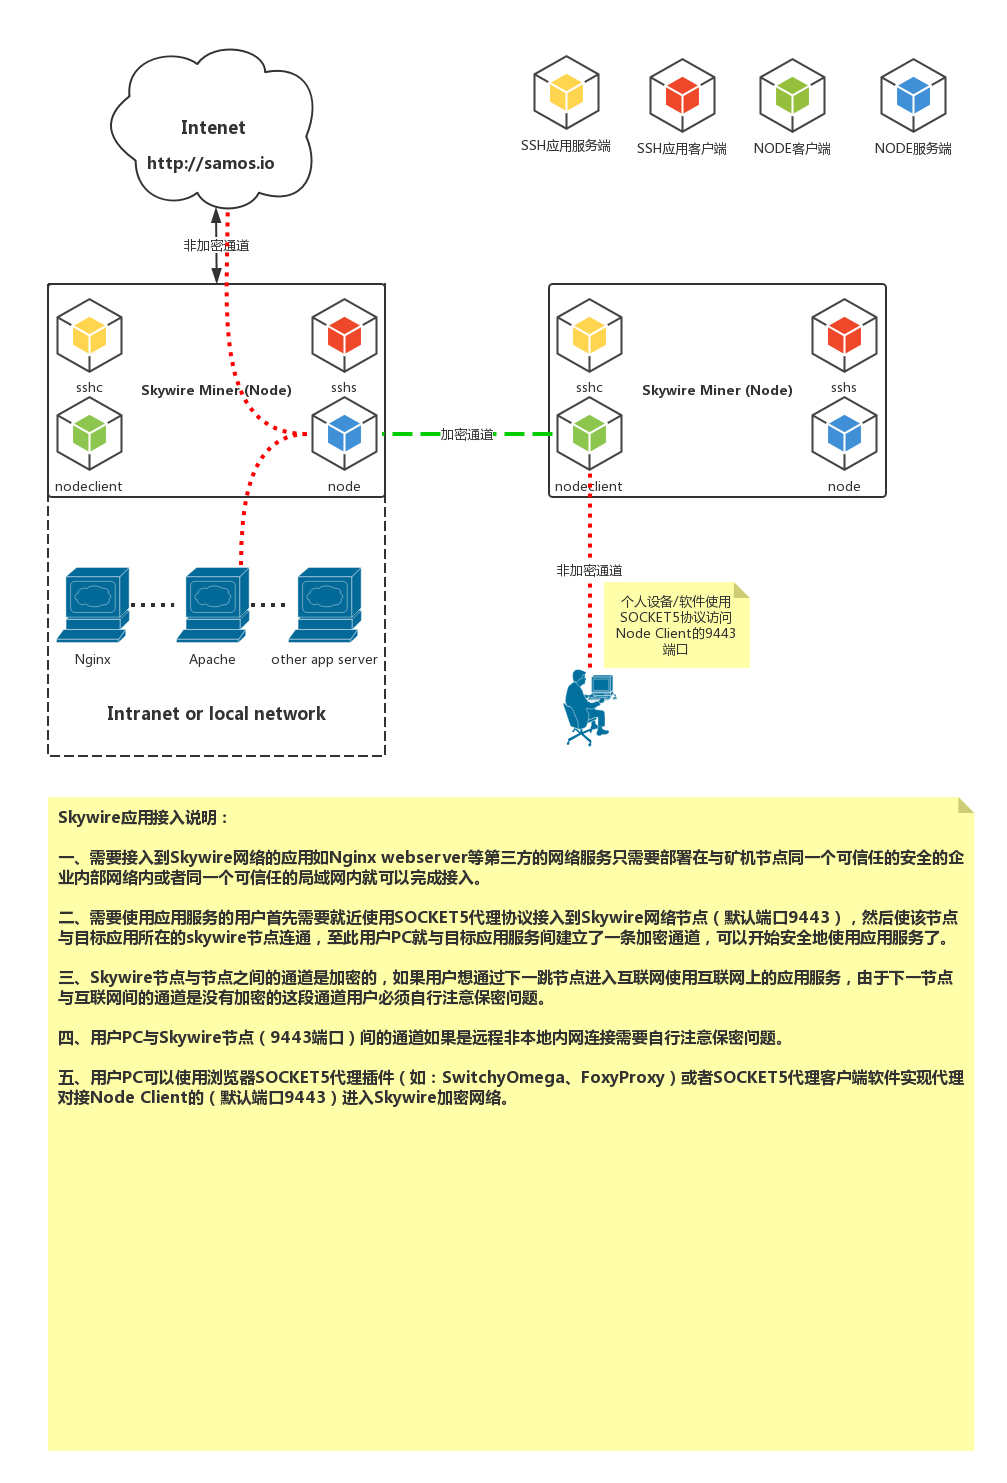 Intenet
http://samos.io
SSH应用服务端
SSH应用客户端
NODE客户端
NODE服务端
非加密通道
sshc
Skywire Miner (Node)
sshs
nodeclient
node
加密通道
sshc
Skywire Miner (Node)
sshs
nodeclient
node
非加密通道
个人设备/软件使用
SOCKET5协议访问
Node Client的9443
端口
Nginx
Apache
other app server
Intranet or local network
Skywire应用接入说明：
一、需要接入到Skywire网络的应用如Nginx webserver等第三方的网络服务只需要部署在与矿机节点同一个可信任的安全的企
业内部网络内或者同一个可信任的局域网内就可以完成接入。
二、需要使用应用服务的用户首先需要就近使用SOCKET5代理协议接入到Skywire网络节点（默认端口9443），然后使该节点
与目标应用所在的skywire节点连通，至此用户PC就与目标应用服务间建立了一条加密通道，可以开始安全地使用应用服务了。
三、Skywire节点与节点之间的通道是加密的，如果用户想通过下一跳节点进入互联网使用互联网上的应用服务，由于下一节点
与互联网间的通道是没有加密的这段通道用户必须自行注意保密问题。
四、用户PC与Skywire节点（9443端口）间的通道如果是远程非本地内网连接需要自行注意保密问题。
五、用户PC可以使用浏览器SOCKET5代理插件（如：SwitchyOmega、FoxyProxy）或者SOCKET5代理客户端软件实现代理
对接Node Client的（默认端口9443）进入Skywire加密网络。